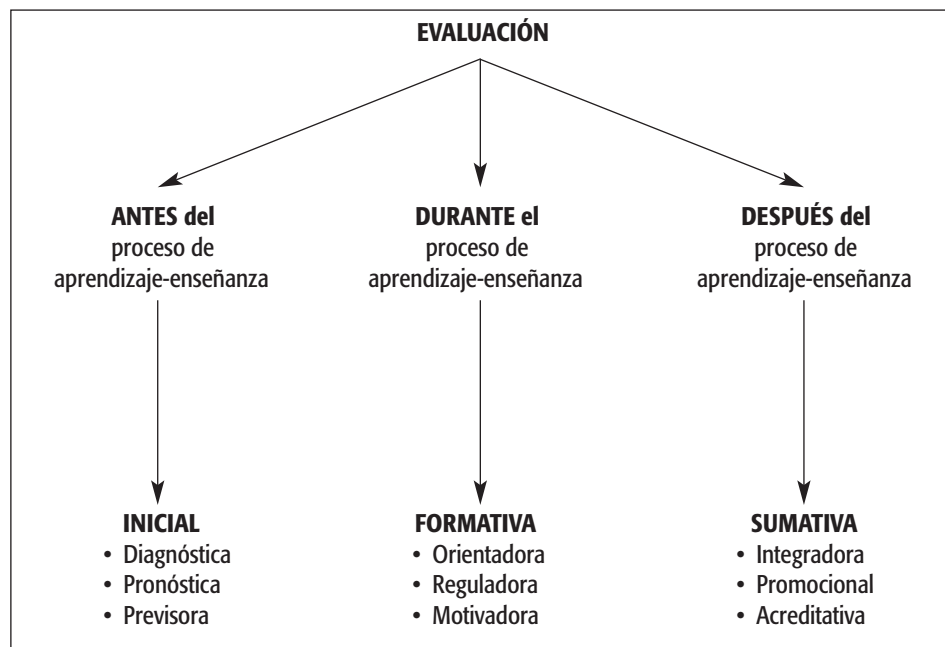 EVALUACIÓN
ANTES del
proceso de
aprendizaje-enseñanza
DURANTE el
proceso de
aprendizaje-enseñanza
DESPUÉS del
proceso de
aprendizaje-enseñanza
INICIAL
• Diagnóstica
• Pronóstica
• Previsora
FORMATIVA
• Orientadora
• Reguladora
• Motivadora
SUMATIVA
• Integradora
• Promocional
• Acreditativa